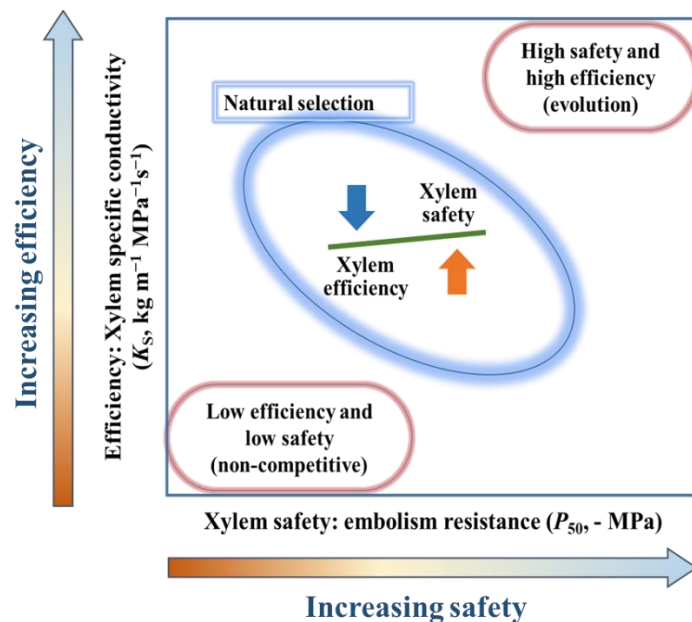 Increasing efficiency
Efficiency: Xylem specific conductivity
(KS, kg m⁻¹ MPa⁻¹s⁻¹)
High safety and
high efficiency
(evolution)
Natural selection
Xylem
safety
Xylem
efficiency
Low efficiency and
low safety
(non-competitive)
Xylem safety: embolism resistance (P50, - MPa)
Increasing safety